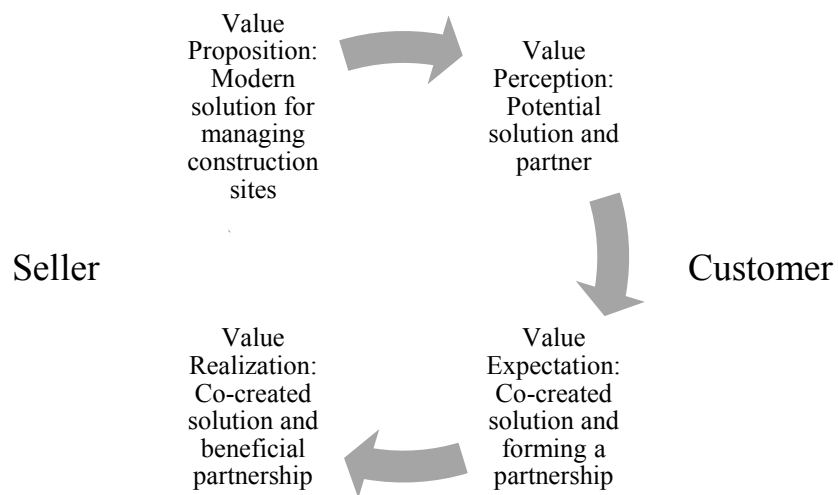 Value
Proposition:
Modern
solution for
managing
construction
sites
Value
Perception:
Potential
solution and
partner
Seller
Customer
Value
Realization:
Co-created
solution and
beneficial
partnership
Value
Expectation:
Co-created
solution and
forming a
partnership